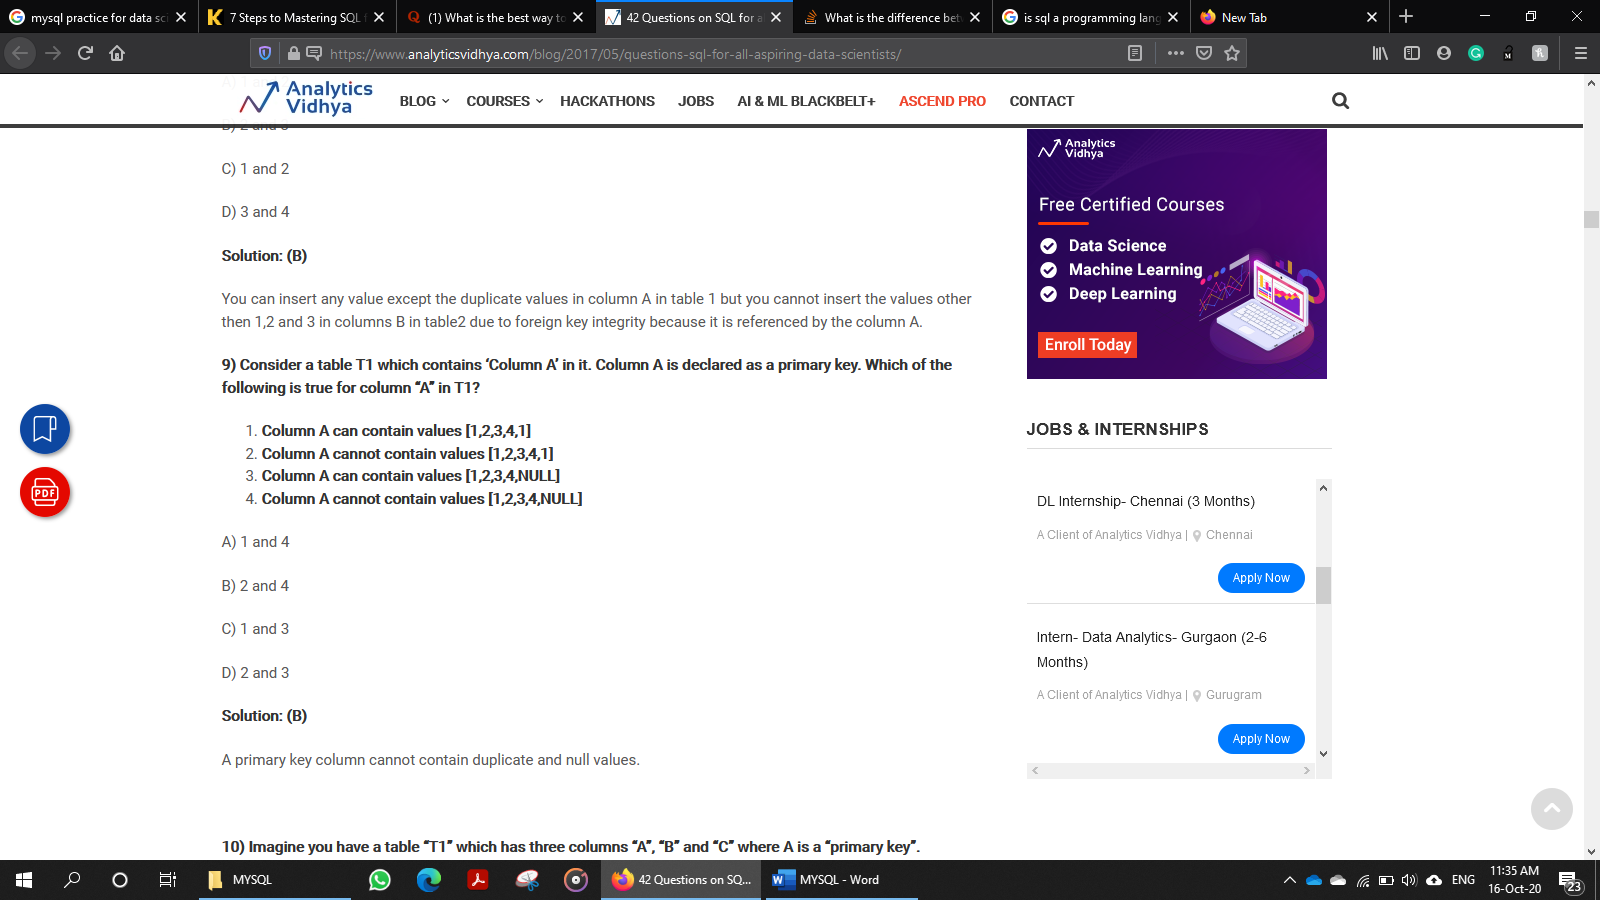 mysql practice for data sci
7 Steps to Mastering SQL f
(1) What is the best way to
42 Questions on SQL for a
What is the difference bet
is sql a programming lang
New Tab
https://www.analyticsvidhya.com/blog/2017/05/questions-sql-for-all-aspiring-data-scientists/
Analytics
Vidhya
BLOG
COURSES
HACKATHONS
JOBS
AI & ML BLACKBELT+
ASCEND PRO
CONTACT
B) 2 and 3
C) 1 and 2
D) 3 and 4
Solution: (B)
You can insert any value except the duplicate values in column A in table 1 but you cannot insert the values other
then 1,2 and 3 in columns B in table2 due to foreign key integrity because it is referenced by the column A.
9) Consider a table T1 which contains ‘Column A’ in it. Column A is declared as a primary key. Which of the
following is true for column “A” in T1?
1. Column A can contain values [1,2,3,4,1]
2. Column A cannot contain values [1,2,3,4,1]
3. Column A can contain values [1,2,3,4,NULL]
4. Column A cannot contain values [1,2,3,4,NULL]
A) 1 and 4
B) 2 and 4
C) 1 and 3
D) 2 and 3
Solution: (B)
A primary key column cannot contain duplicate and null values.
10) Imagine you have a table “T1” which has three columns “A”, “B” and “C” where A is a “primary key”.
PDF
Analytics
Vidhya
Free Certified Courses
Data Science
Machine Learning
Deep Learning
Enroll Today
JOBS & INTERNSHIPS
DL Internship- Chennai (3 Months)
A Client of Analytics Vidhya | Chennai
Apply Now
Intern- Data Analytics- Gurgaon (2-6
Months)
A Client of Analytics Vidhya | Gurugram
Apply Now
MYSQL
42 Questions on SQ...
MYSQL - Word
ENG
11:35 AM
16-Oct-20
23